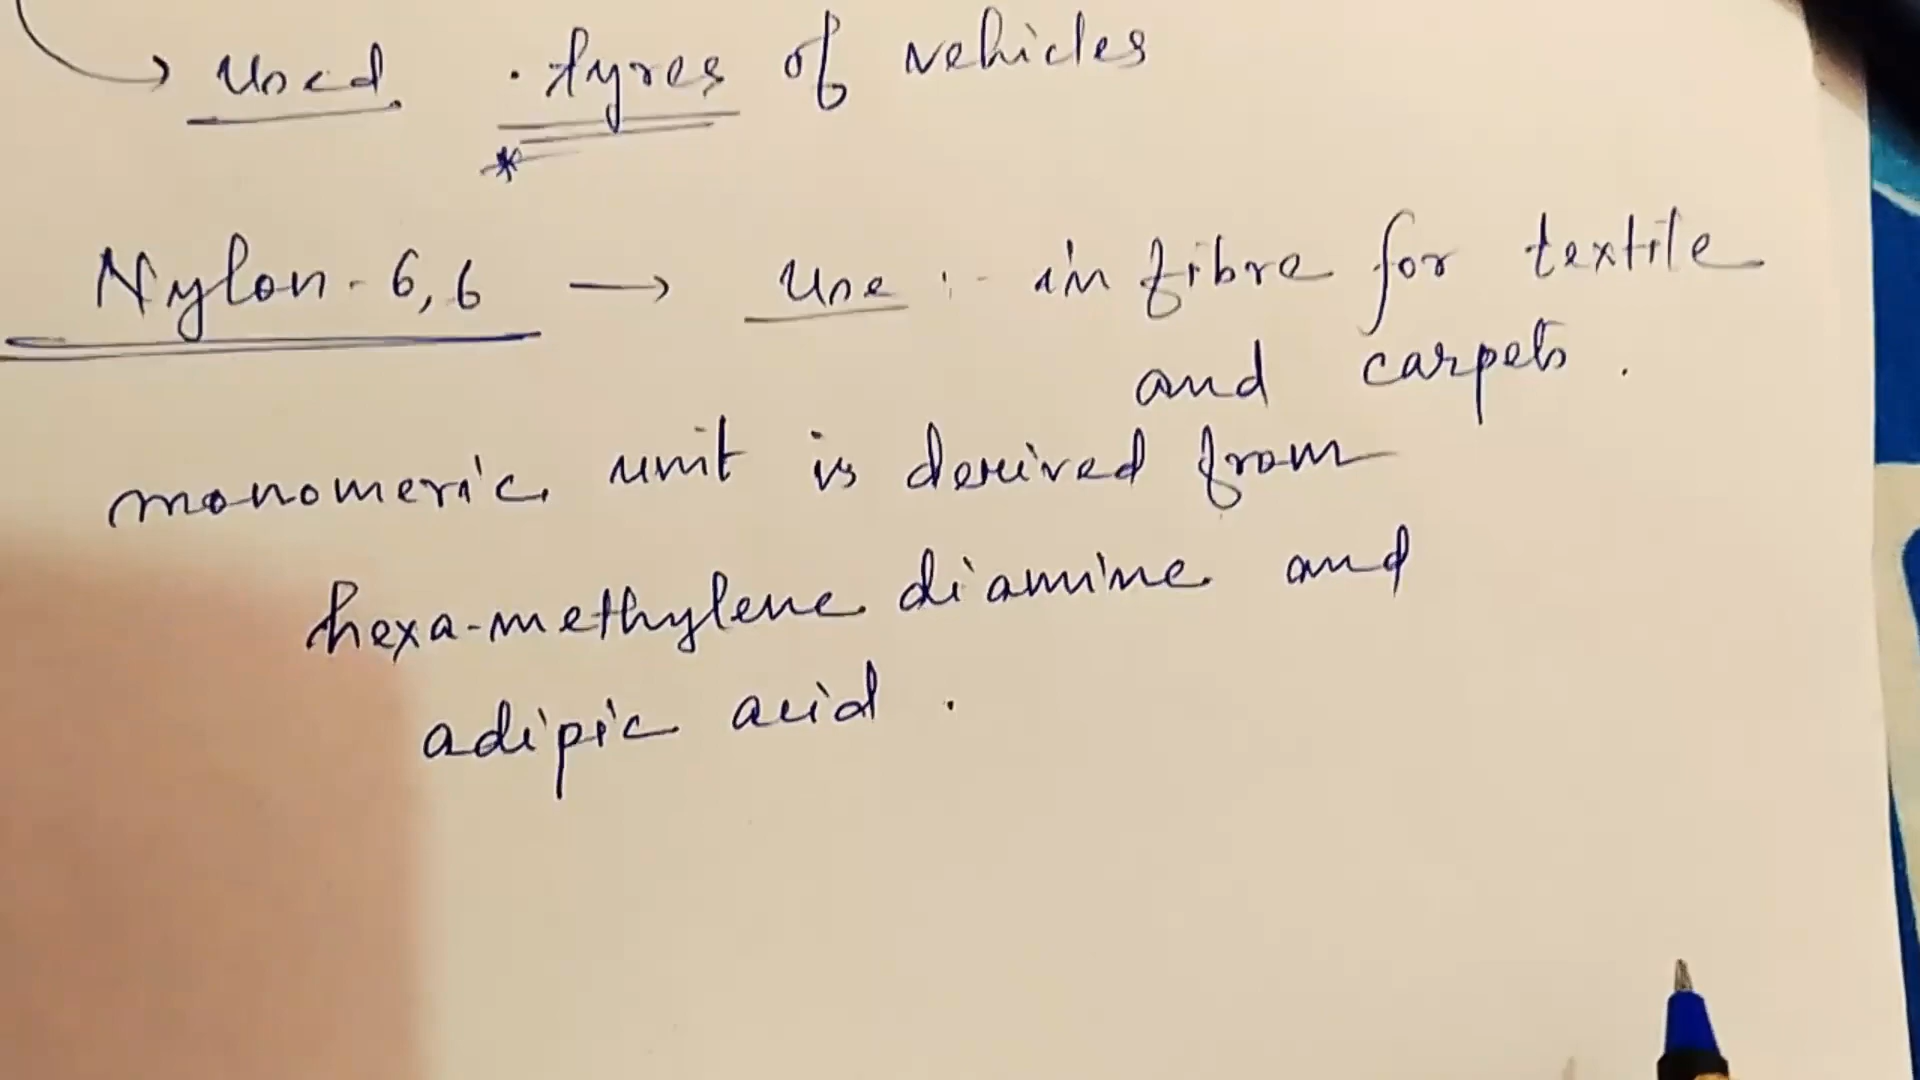 → Used. · tyres of vehicles
*
Nylon-6,6 → Use :- in fibre for textile
and carpets.
monomeric unit is derived from
hexa-methylene diamine and
adipic acid.